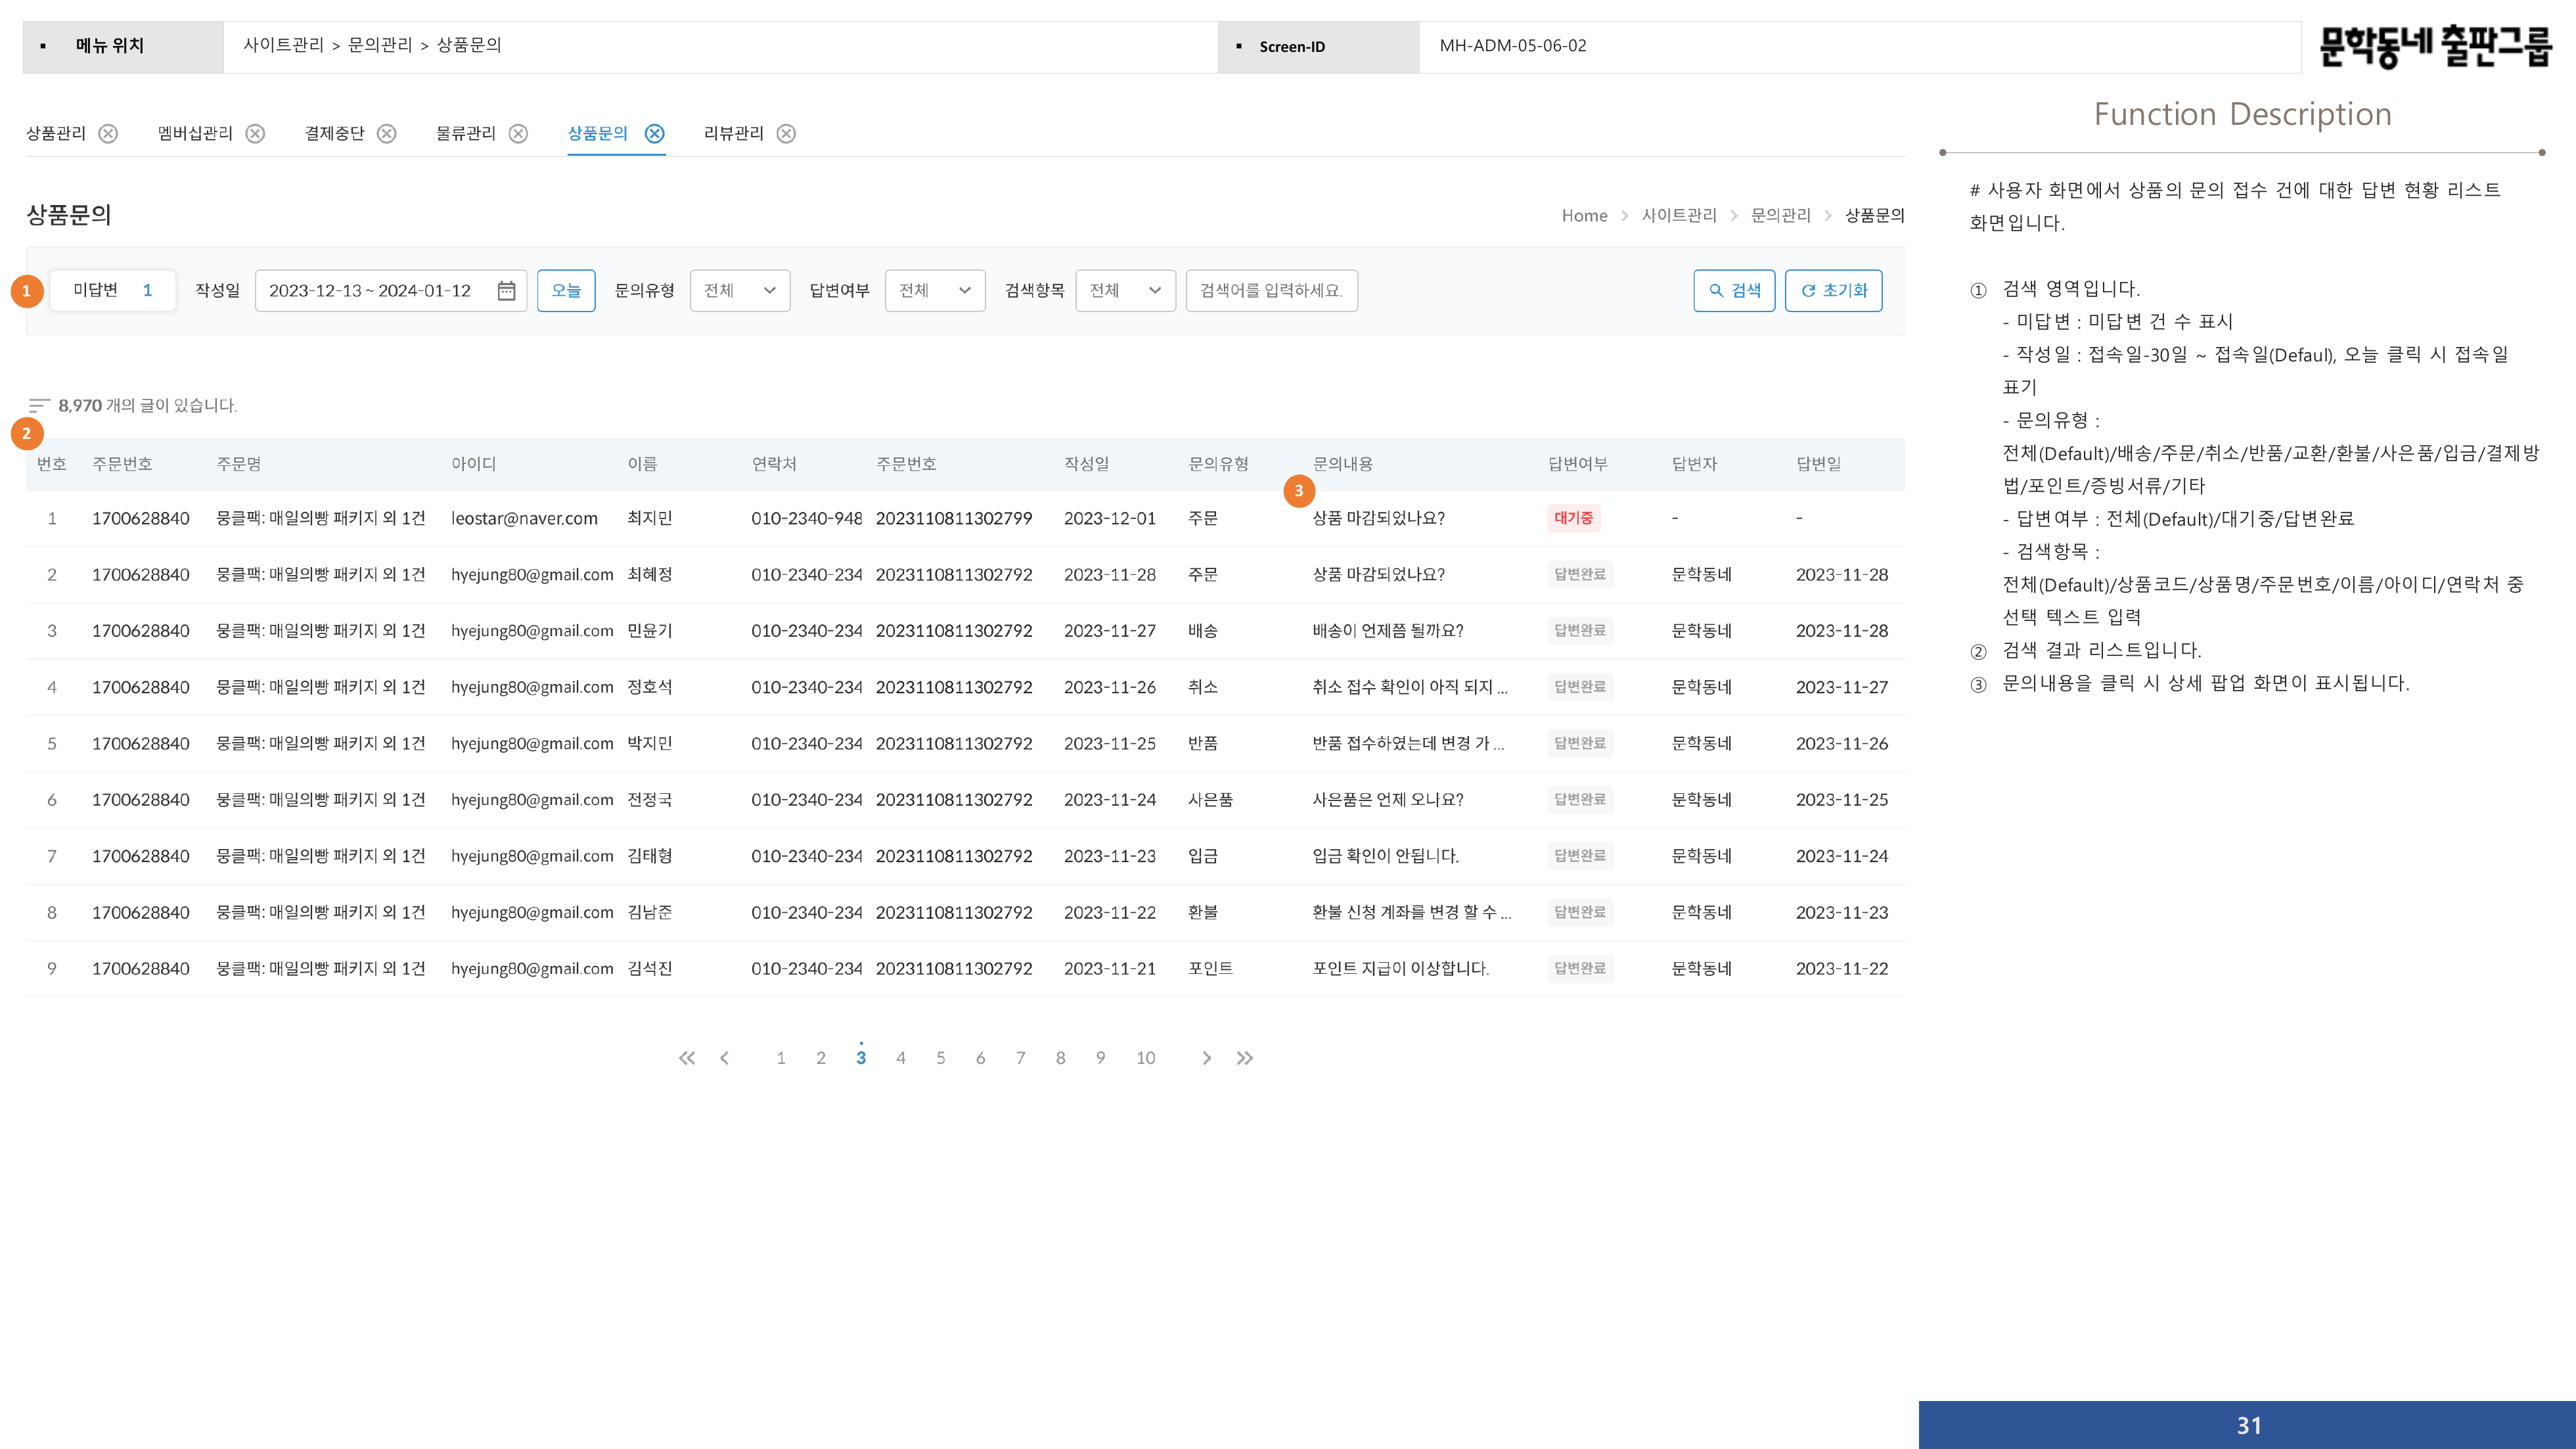 ▪ 메뉴 위치 사이트관리 > 문의관리 > 상품문의 ▪ Screen-ID MH-ADM-05-06-02 문학동네 출판그룹
상품관리 멤버십관리 결제중단 물류관리 상품문의 리뷰관리
상품문의 Home > 사이트관리 > 문의관리 > 상품문의
1 미답변 1 작성일 2023-12-13 ~ 2024-01-12 오늘 문의유형 전체 답변여부 전체 검색항목 전체 검색어를 입력하세요. 검색 초기화
8,970 개의 글이 있습니다.
2
번호 주문번호 주문명 아이디 이름 연락처 주문번호 작성일 문의유형 문의내용 답변여부 답변자 답변일
3
1 1700628840 뭉클팩: 매일의빵 패키지 외 1건 leostar@naver.com 최지민 010-2340-948 2023110811302799 2023-12-01 주문 상품 마감되었나요? 대기중 - -
2 1700628840 뭉클팩: 매일의빵 패키지 외 1건 hyejung80@gmail.com 최혜정 010-2340-234 2023110811302792 2023-11-28 주문 상품 마감되었나요? 답변완료 문학동네 2023-11-28
3 1700628840 뭉클팩: 매일의빵 패키지 외 1건 hyejung80@gmail.com 민윤기 010-2340-234 2023110811302792 2023-11-27 배송 배송이 언제쯤 될까요? 답변완료 문학동네 2023-11-28
4 1700628840 뭉클팩: 매일의빵 패키지 외 1건 hyejung80@gmail.com 정호석 010-2340-234 2023110811302792 2023-11-26 취소 취소 접수 확인이 아직 되지 ... 답변완료 문학동네 2023-11-27
5 1700628840 뭉클팩: 매일의빵 패키지 외 1건 hyejung80@gmail.com 박지민 010-2340-234 2023110811302792 2023-11-25 반품 반품 접수하였는데 변경 가 ... 답변완료 문학동네 2023-11-26
6 1700628840 뭉클팩: 매일의빵 패키지 외 1건 hyejung80@gmail.com 전정국 010-2340-234 2023110811302792 2023-11-24 사은품 사은품은 언제 오나요? 답변완료 문학동네 2023-11-25
7 1700628840 뭉클팩: 매일의빵 패키지 외 1건 hyejung80@gmail.com 김태형 010-2340-234 2023110811302792 2023-11-23 입금 입금 확인이 안됩니다. 답변완료 문학동네 2023-11-24
8 1700628840 뭉클팩: 매일의빵 패키지 외 1건 hyejung80@gmail.com 김남준 010-2340-234 2023110811302792 2023-11-22 환불 환불 신청 계좌를 변경 할 수 ... 답변완료 문학동네 2023-11-23
9 1700628840 뭉클팩: 매일의빵 패키지 외 1건 hyejung80@gmail.com 김석진 010-2340-234 2023110811302792 2023-11-21 포인트 포인트 지급이 이상합니다. 답변완료 문학동네 2023-11-22
1 2 3 4 5 6 7 8 9 10
Function Description
# 사용자 화면에서 상품의 문의 접수 건에 대한 답변 현황 리스트
화면입니다.
① 검색 영역입니다.
- 미답변 : 미답변 건 수 표시
- 작성일 : 접속일-30일 ~ 접속일(Defaul), 오늘 클릭 시 접속일
표기
- 문의유형 :
전체(Default)/배송/주문/취소/반품/교환/환불/사은품/입금/결제방
법/포인트/증빙서류/기타
- 답변여부 : 전체(Default)/대기중/답변완료
- 검색항목 :
전체(Default)/상품코드/상품명/주문번호/이름/아이디/연락처 중
선택 텍스트 입력
② 검색 결과 리스트입니다.
③ 문의내용을 클릭 시 상세 팝업 화면이 표시됩니다.
31